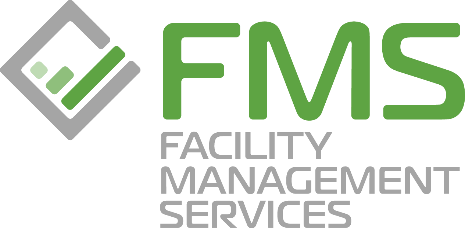 FMS
FACILITY
MANAGEMENT
SERVICES